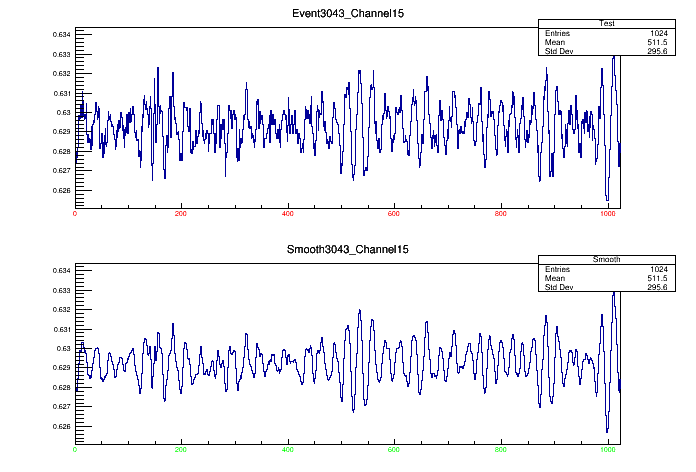 Event3043_Channel15
Test
Entries 1024
Mean 511.5
Std Dev 295.6
0.634
0.633
0.632
0.631
0.63
0.629
0.628
0.627
0.626
0 200 400 600 800 1000
Smooth3043_Channel15
Smooth
Entries 1024
Mean 511.5
Std Dev 295.6
0.634
0.633
0.632
0.631
0.63
0.629
0.628
0.627
0.626
0 200 400 600 800 1000